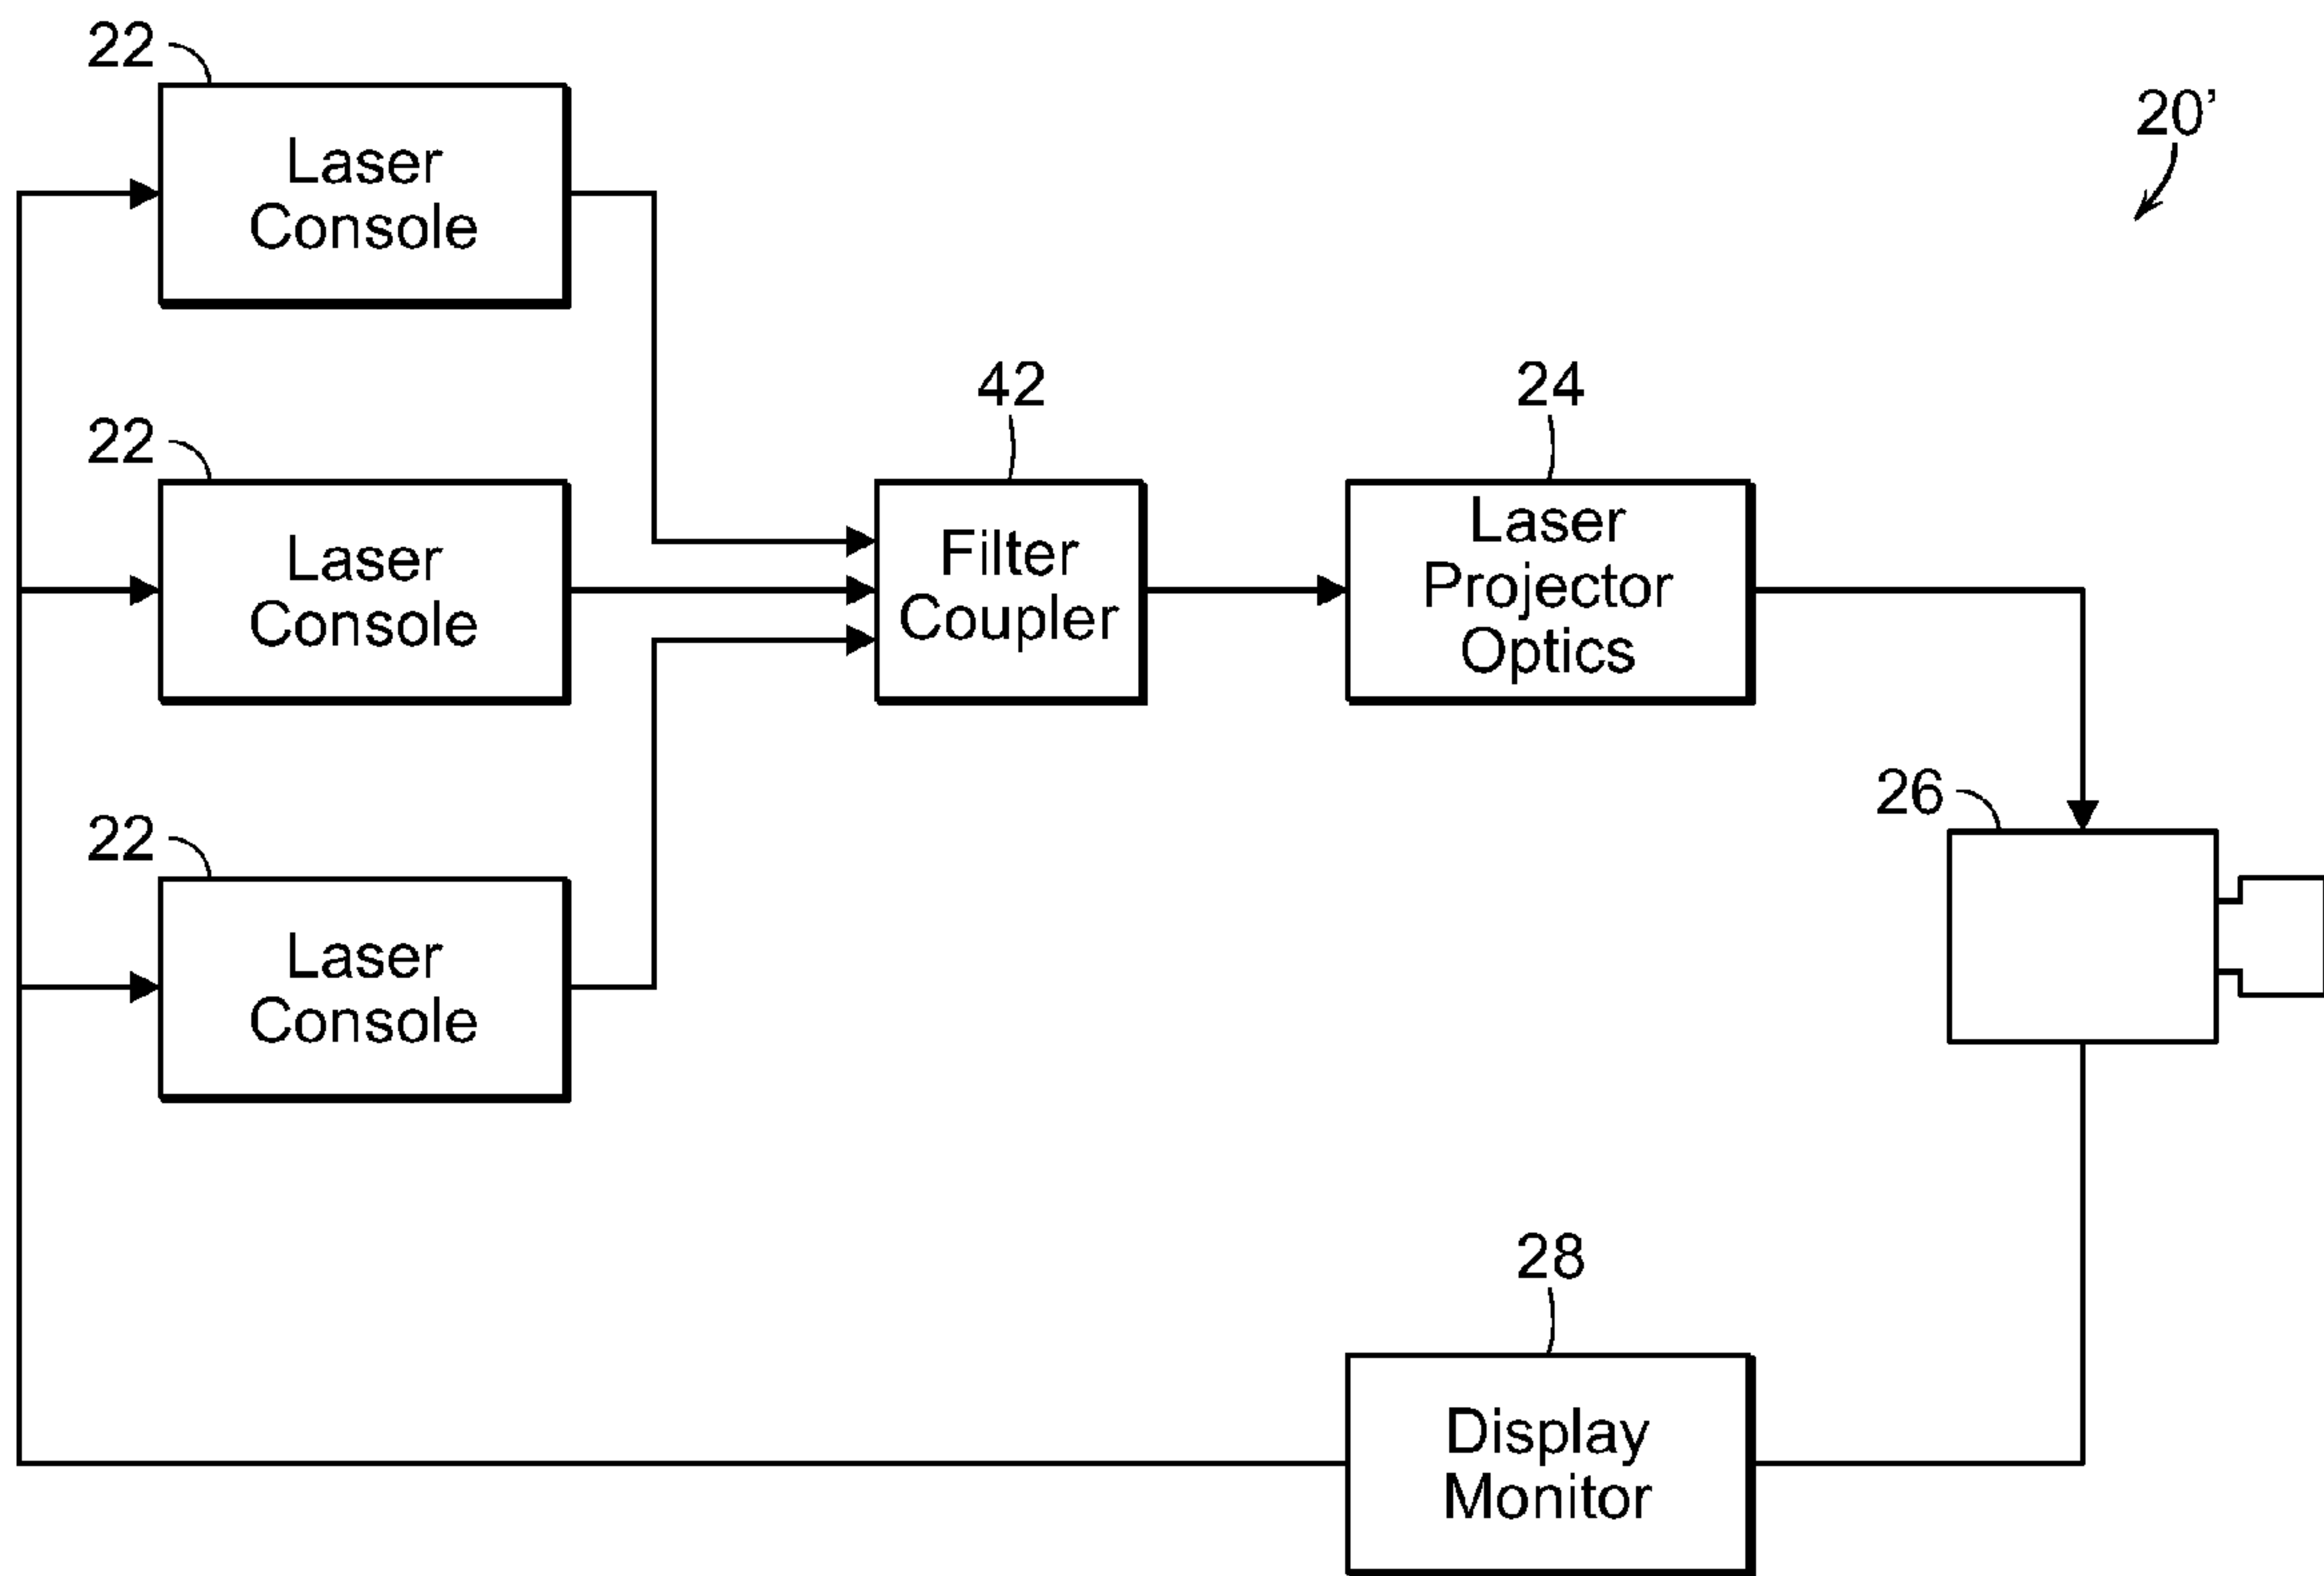 22
Laser
Console
20’
22
Laser
Console
42
Filter
Coupler
24
Laser
Projector
Optics
22
Laser
Console
26
28
Display
Monitor